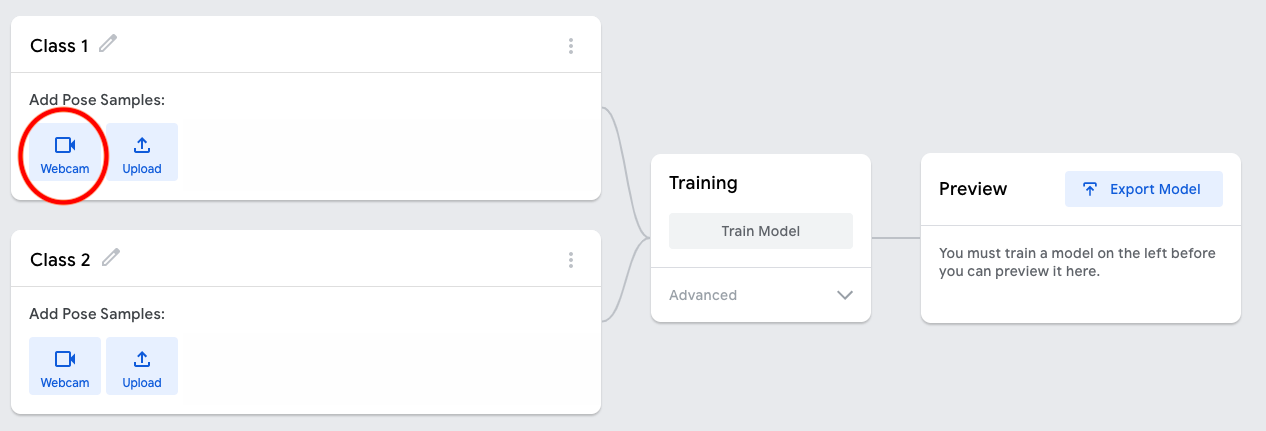 Class 1
Add Pose Samples:
Webcam
Upload
Class 2
Add Pose Samples:
Webcam
Upload
Training
Train Model
Advanced
Preview
Export Model
You must train a model on the left before
you can preview it here.